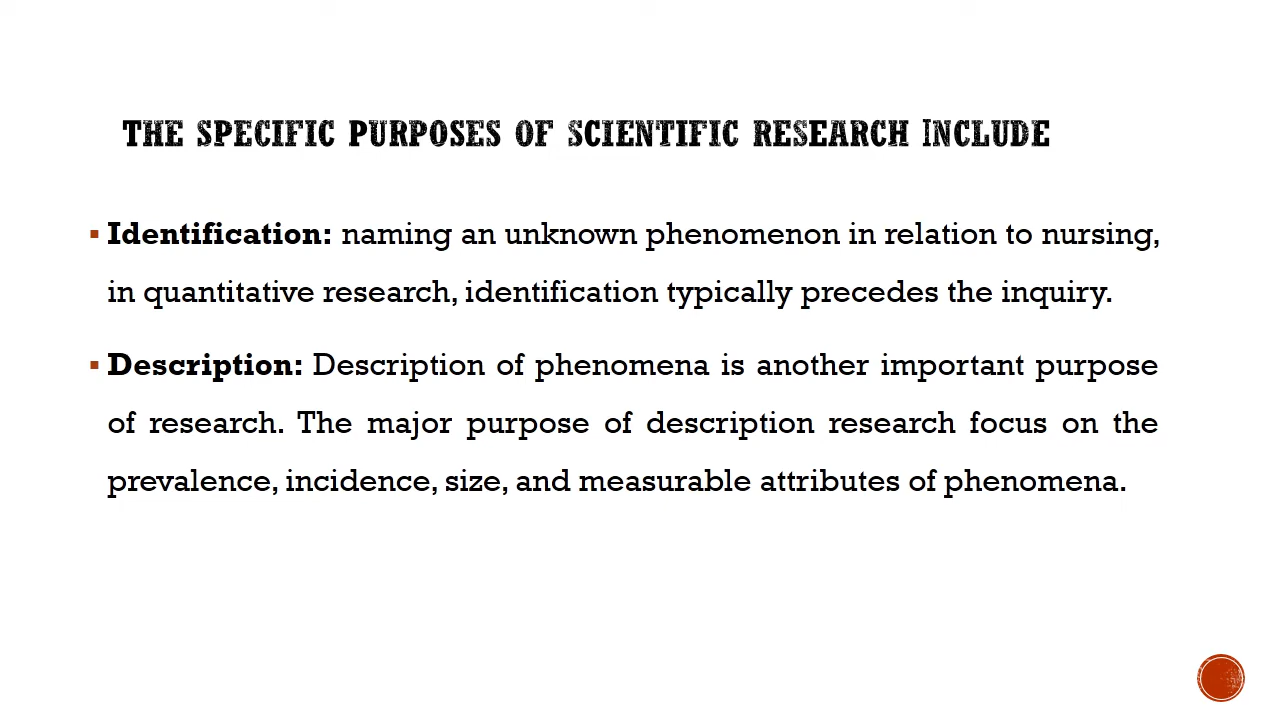 THE SPECIFIC PURPOSES OF SCIENTIFIC RESEARCH INCLUDE
▪ Identification: naming an unknown phenomenon in relation to nursing,
in quantitative research, identification typically precedes the inquiry.
▪ Description: Description of phenomena is another important purpose
of research. The major purpose of description research focus on the
prevalence, incidence, size, and measurable attributes of phenomena.